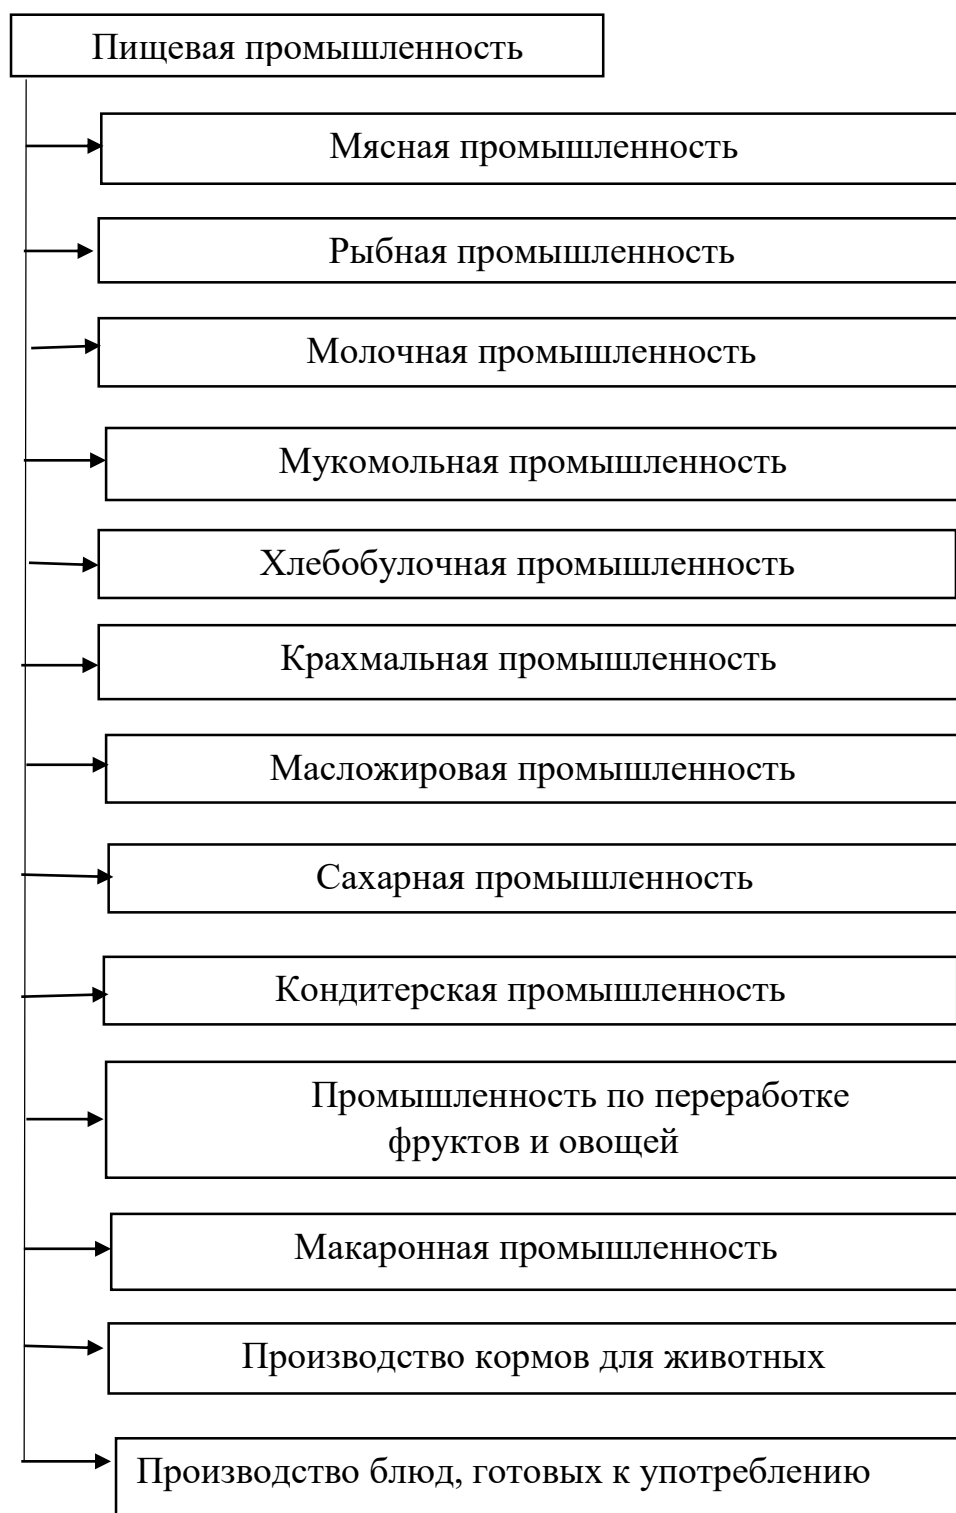 Пищевая промышленность
Мясная промышленность
Рыбная промышленность
Молочная промышленность
Мукомольная промышленность
Хлебобулочная промышленность
Крахмальная промышленность
Масложировая промышленность
Сахарная промышленность
Кондитерская промышленность
Промышленность по переработке
фруктов и овощей
Макаронная промышленность
Производство кормов для животных
Производство блюд, готовых к употреблению